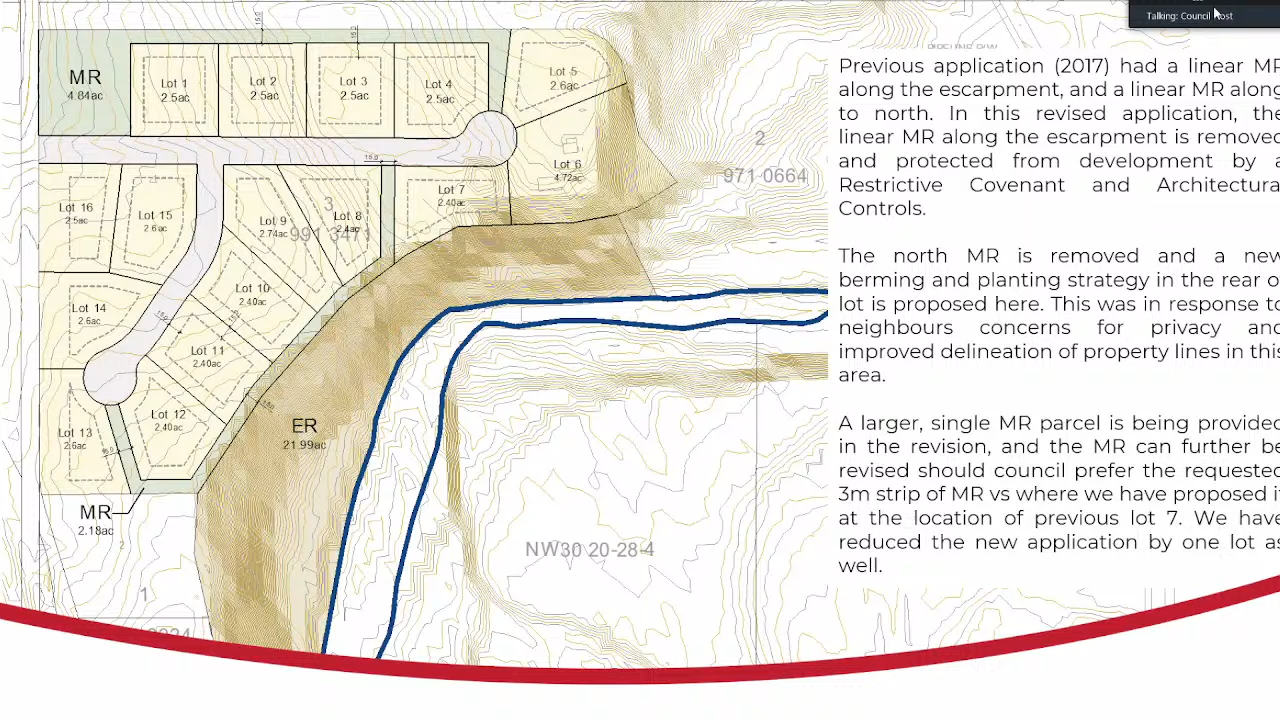 Talking: Council
MR
4.84ac
Lot 1
2.5ac
Lot 2
2.5ac
Lot 3
2.5ac
Lot 4
2.5ac
Lot 5
2.6ac
Lot 6
4.72ac
Lot 7
2.40ac
Lot 8
2.4ac
Lot 9
2.74ac
3
991 3471
2
971 0664
Lot 16
2.5ac
Lot 15
2.6ac
Lot 10
2.40ac
Lot 14
2.6ac
Lot 11
2.40ac
Lot 12
2.40ac
Lot 13
2.6ac
ER
21.99ac
MR
2.18ac
2
1
NW30 20-28-4
15.0
15.0
15.0
Previous application (2017) had a linear MR
along the escarpment, and a linear MR along
to north. In this revised application, the
linear MR along the escarpment is removed
and protected from development by a
Restrictive Covenant and Architectura
Controls.
The north MR is removed and a new
berming and planting strategy in the rear o
lot is proposed here. This was in response to
neighbours concerns for privacy and
improved delineation of property lines in this
area.
A larger, single MR parcel is being provided
in the revision, and the MR can further be
revised should council prefer the requested
3m strip of MR vs where we have proposed i
at the location of previous lot 7. We have
reduced the new application by one lot as
well.